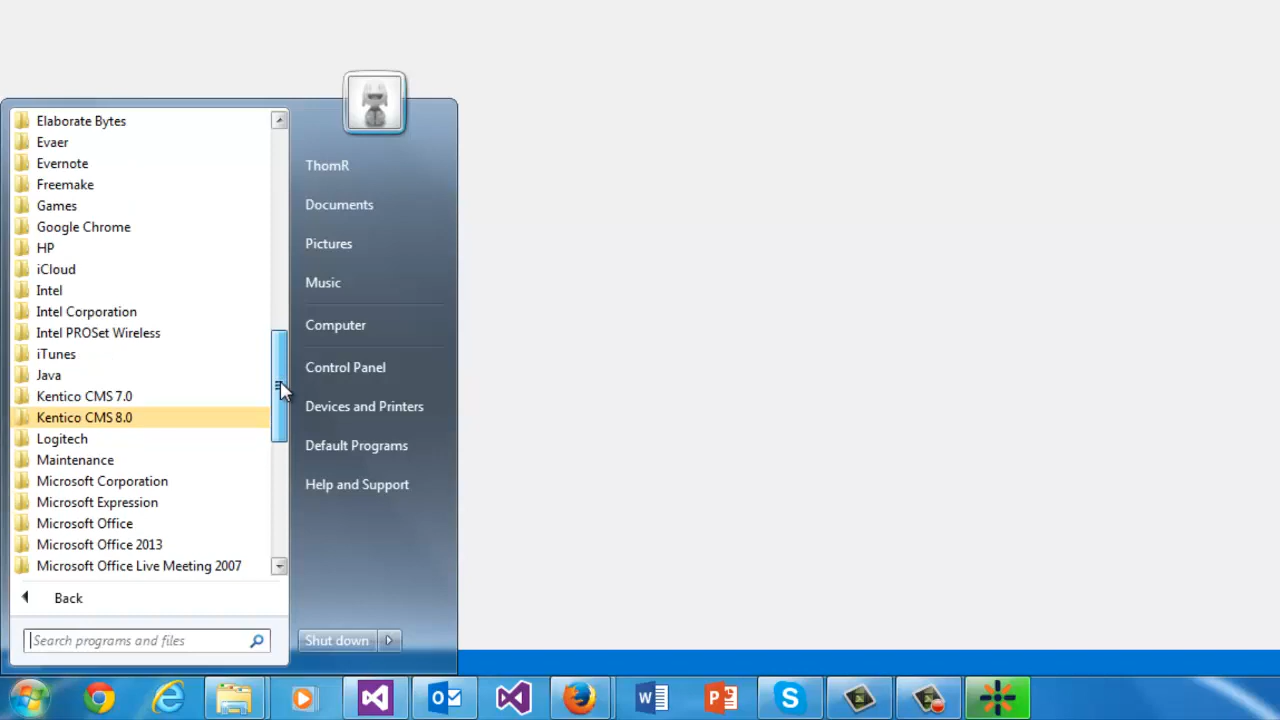 Elaborate Bytes
Evaer
Evernote
Freemake
Games
Google Chrome
HP
iCloud
Intel
Intel Corporation
Intel PROSet Wireless
iTunes
Java
Kentico CMS 7.0
Kentico CMS 8.0
Logitech
Maintenance
Microsoft Corporation
Microsoft Expression
Microsoft Office
Microsoft Office 2013
Microsoft Office Live Meeting 2007
Back
Search programs and files
ThomR
Documents
Pictures
Music
Computer
Control Panel
Devices and Printers
Default Programs
Help and Support
Shut down